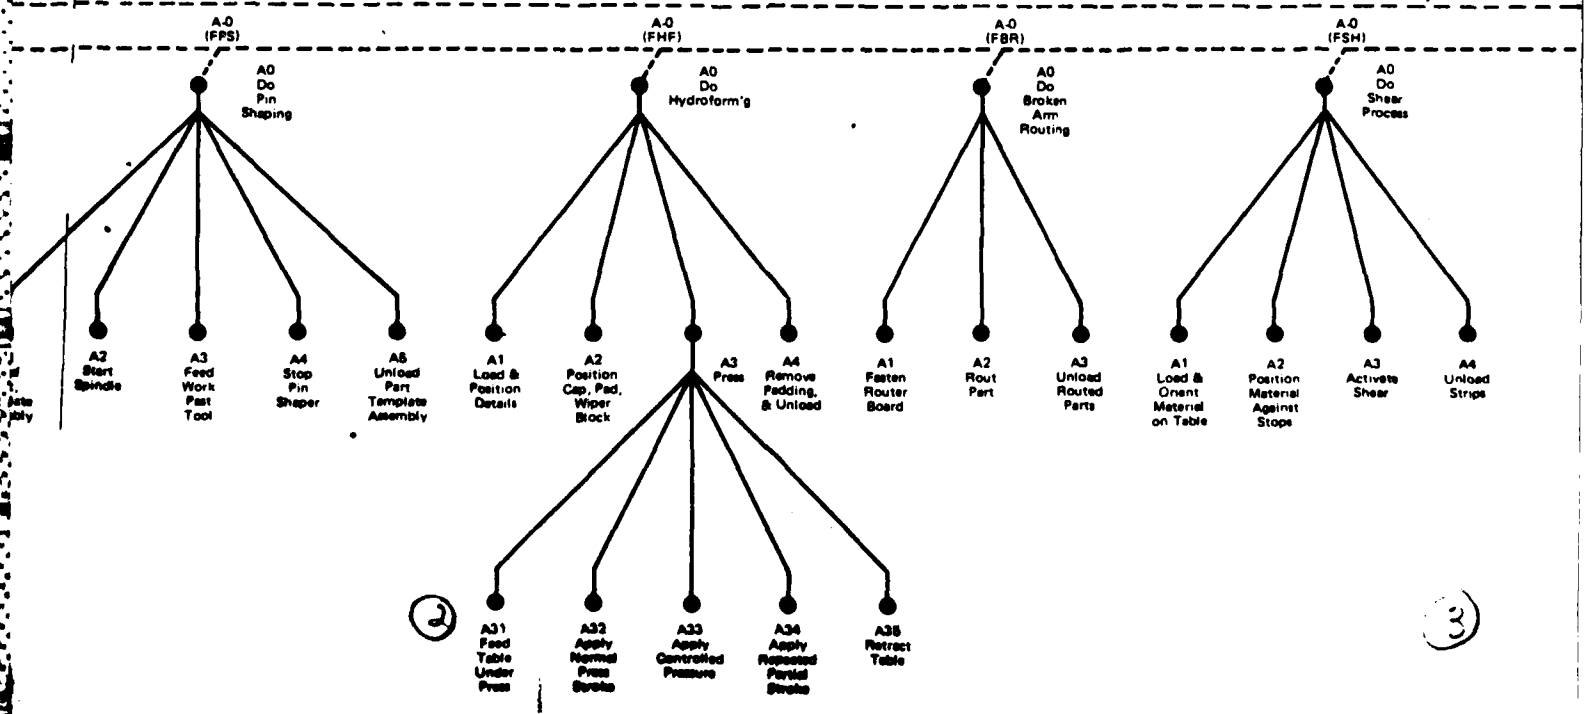 A-0
(FPS)
A-0
(FHF)
A-0
(FBR)
A-0
(FSH)
A0
Do
Pin
Shaping
A0
Do
Hydroform'g
A0
Do
Broken
Arm
Routing
A0
Do
Shear
Process
A2
Start
Spindle
A3
Feed
Work
Past
Tool
A4
Stop
Pin
Shaper
A5
Unload
Part
Template
Assembly
A1
Load &
Position
Details
A2
Position
Cap, Pad,
Wiper
Block
A3
Press
A4
Remove
Padding,
& Unload
A1
Fasten
Router
Board
A2
Rout
Part
A3
Unload
Routed
Parts
A1
Load &
Orient
Material
on Table
A2
Position
Material
Against
Stops
A3
Activate
Shear
A4
Unload
Strips
A31
Feed
Table
Under
Press
A32
Apply
Normal
Press
Stroke
A33
Apply
Controlled
Pressure
A34
Apply
Repeated
Partial
Stroke
A35
Retract
Table
2
3